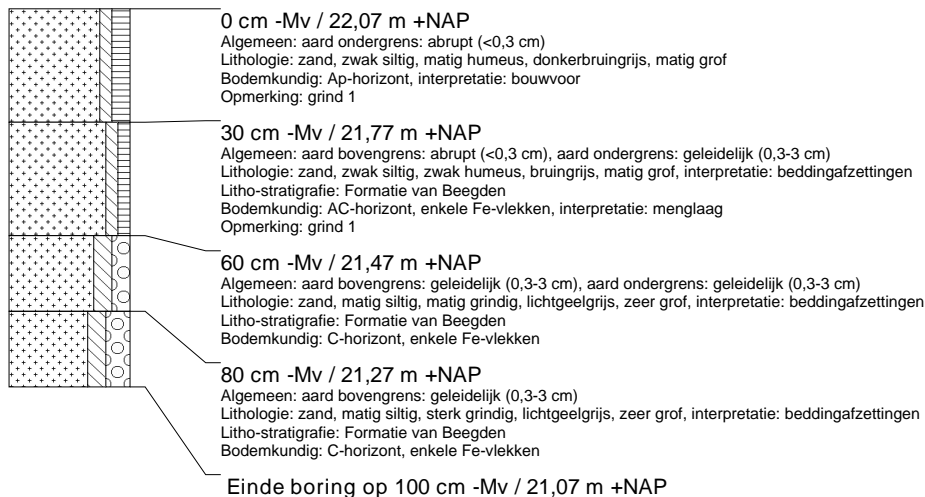 0 cm -Mv / 22,07 m +NAP
Algemeen: aard ondergrens: abrupt (<0,3 cm)
Lithologie: zand, zwak siltig, matig humeus, donkerbruingrijs, matig grof
Bodemkundig: Ap-horizont, interpretatie: bouwvoor
Opmerking: grind 1
30 cm -Mv / 21,77 m +NAP
Algemeen: aard bovengrens: abrupt (<0,3 cm), aard ondergrens: geleidelijk (0,3-3 cm)
Lithologie: zand, zwak siltig, zwak humeus, bruingrijs, matig grof, interpretatie: beddingafzettingen
Litho-stratigrafie: Formatie van Beegden
Bodemkundig: AC-horizont, enkele Fe-vlekken, interpretatie: menglaag
Opmerking: grind 1
60 cm -Mv / 21,47 m +NAP
Algemeen: aard bovengrens: geleidelijk (0,3-3 cm), aard ondergrens: geleidelijk (0,3-3 cm)
Lithologie: zand, matig siltig, matig grindig, lichtgeelgrijs, zeer grof, interpretatie: beddingafzettingen
Litho-stratigrafie: Formatie van Beegden
Bodemkundig: C-horizont, enkele Fe-vlekken
80 cm -Mv / 21,27 m +NAP
Algemeen: aard bovengrens: geleidelijk (0,3-3 cm)
Lithologie: zand, matig siltig, sterk grindig, lichtgeelgrijs, zeer grof, interpretatie: beddingafzettingen
Litho-stratigrafie: Formatie van Beegden
Bodemkundig: C-horizont, enkele Fe-vlekken
Einde boring op 100 cm -Mv / 21,07 m +NAP